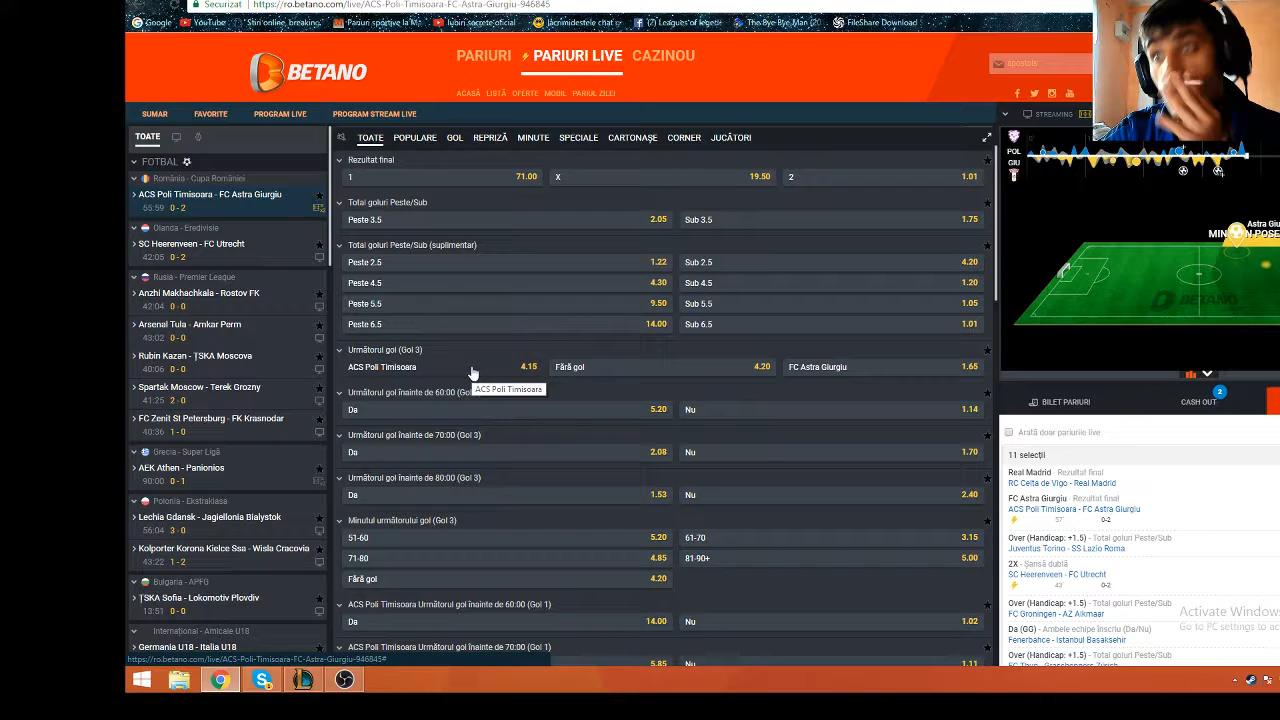 Securizat | https://ro.betano.com/live/ACS-Poli-Timisoara-FC-Astra-Giurgiu-946845
Google YouTube Stiri online, breaking Pariuri sportive la Me Iubiri secrete oficial Jacrimidetestele chat (7) Leagues of leget The Bye Bye Man (20 FileShare Download
BETANO
PARIURI PARIURI LIVE CAZINOU
apostols
ACASĂ LISTĂ OFERTE MOBIL PARIUL ZILEI
SUMAR FAVORITE PROGRAM LIVE PROGRAM STREAM LIVE
STREAMING
TOATE
TOATE POPULARE GOL REPRIZĂ MINUTE SPECIALE CARTONAȘE CORNER JUCĂTORI
POL
GIU
FOTBAL
România - Cupa României
ACS Poli Timisoara - FC Astra Giurgiu
55:59 0 - 2
Olanda - Eredivisie
SC Heerenveen - FC Utrecht
42:05 0 - 2
Rusia - Premier League
Anzhi Makhachkala - Rostov FK
42:04 0 - 0
Arsenal Tula - Amkar Perm
43:02 0 - 0
Rubin Kazan - ȚSKA Moscova
Spartak Moscow - Terek Grozny
41:25 2 - 0
FC Zenit St Petersburg - FK Krasnodar
40:36 1 - 0
Grecia - Super Ligă
AEK Athen - Panionios
90:00 0 - 1
Polonia - Ekstraklasa
Lechia Gdansk - Jagiellonia Bialystok
56:04 3 - 0
Kolporter Korona Kielce Ssa - Wisla Cracovia
43:22 1 - 2
Bulgaria - APFG
ȚSKA Sofia - Lokomotiv Plovdiv
13:51 0 - 0
Internațional - Amicale U18
Germania U18 - Italia U18
Rezultat final
1 71.00 X 19.50 2 1.01
Total goluri Peste/Sub
Peste 3.5 2.05 Sub 3.5 1.75
Total goluri Peste/Sub (suplimentar)
Peste 2.5 1.22 Sub 2.5 4.20
Peste 4.5 4.30 Sub 4.5 1.20
Peste 5.5 9.50 Sub 5.5 1.05
Peste 6.5 14.00 Sub 6.5 1.01
Următorul gol (Gol 3)
ACS Poli Timisoara 4.15 Fără gol 4.20 FC Astra Giurgiu 1.65
ACS Poli Timisoara
Următorul gol înainte de 60:00
Da 5.20 Nu 1.14
Următorul gol înainte de 70:00 (Gol 3)
Da 2.08 Nu 1.70
Următorul gol înainte de 80:00 (Gol 3)
Da 1.53 Nu 2.40
Minutul următorului gol (Gol 3)
51-60 5.20 61-70 3.15
71-80 4.85 81-90+ 5.00
Fără gol 4.20
ACS Poli Timisoara Următorul gol înainte de 60:00 (Gol 1)
Da 14.00 Nu 1.02
ACS Poli Timisoara Următorul gol înainte de 70:00 (Gol 1)
5.85 Nu 1.11
Astra Giu
BETANO
BILET PARIURI CASH OUT 2
Arată doar pariurile live
11 selecții
Real Madrid - Rezultat final
RC Celta de Vigo - Real Madrid
FC Astra Giurgiu - Rezultat final
ACS Poli Timisoara - FC Astra Giurgiu
57' 0-2
Over (Handicap: +1.5) - Total goluri Peste/Sub
Juventus Torino - SS Lazio Roma
2X - Șansă dublă
SC Heerenveen - FC Utrecht
43' 0-2
Over (Handicap: +1.5) - Total goluri Peste/Sub
FC Groningen - AZ Alkmaar
Da (GG) - Ambele echipe înscriu (Da/Nu)
Fenerbahce - Istanbul Basaksehir
Over (Handicap: +1.5) - Total goluri Peste/Sub
FC Thun - Grasshoppers Zürich
Activate Windows
Go to PC settings to ac
https://ro.betano.com/live/ACS-Poli-Timisoara-FC-Astra-Giurgiu-946845#